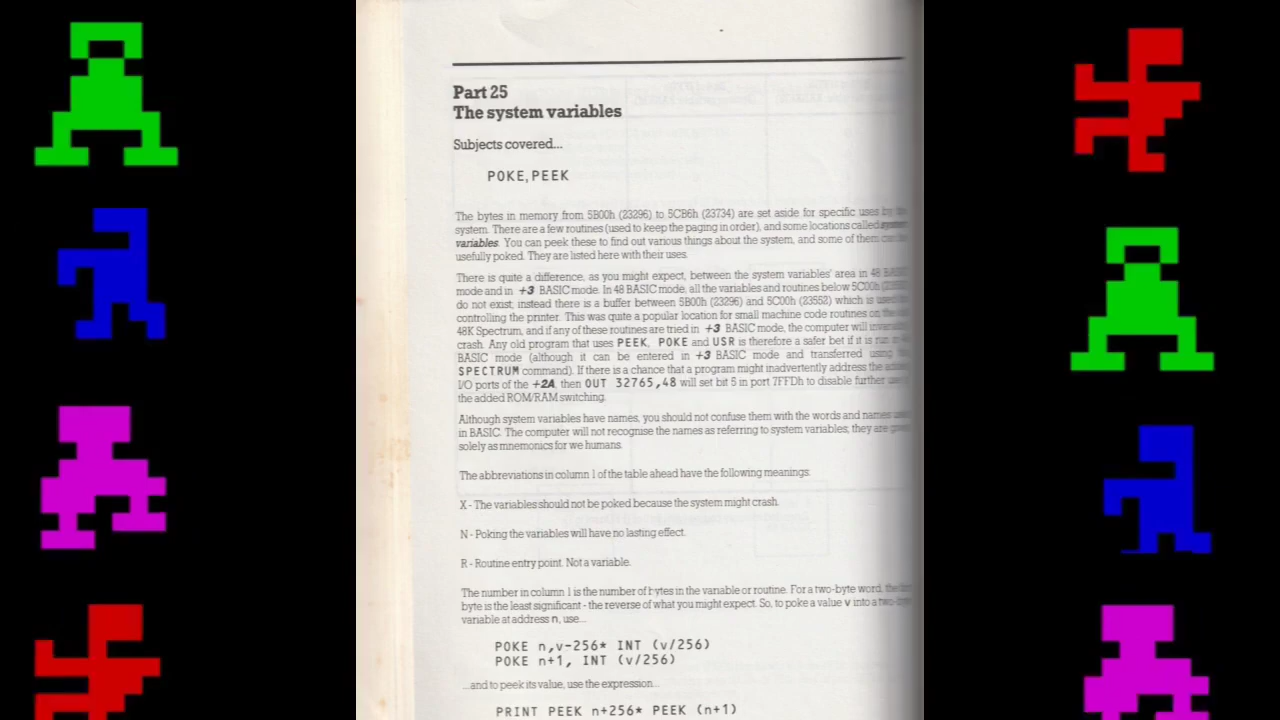 Part 25
The system variables
Subjects covered...
POKE, PEEK
The bytes in memory from 5B00h (23296) to 5CB6h (23734) are set aside for specific uses by
system. There are a few routines (used to keep the paging in order), and some locations called system
variables. You can peek these to find out various things about the system, and some of them can be
usefully poked. They are listed here with their uses.
There is quite a difference, as you might expect, between the system variables' area in 48 BASIC
mode and in +3 BASIC mode. In 48 BASIC mode, all the variables and routines below 5C00h
do not exist; instead there is a buffer between 5B00h (23296) and 5C00h (23552) which is used
controlling the printer. This was quite a popular location for small machine code routines on
48K Spectrum, and if any of these routines are tried in +3 BASIC mode, the computer will
crash. Any old program that uses PEEK, POKE and USR is therefore a safer bet if it is run
BASIC mode (although it can be entered in +3 BASIC mode and transferred using
SPECTRUM command). If there is a chance that a program might inadvertently address the
I/O ports of the +2A, then OUT 32765,48 will set bit 5 in port 7FFDh to disable further
the added ROM/RAM switching.
Although system variables have names, you should not confuse them with the words and names
in BASIC. The computer will not recognise the names as referring to system variables; they are
solely as mnemonics for we humans.
The abbreviations in column 1 of the table ahead have the following meanings:
X - The variables should not be poked because the system might crash.
N - Poking the variables will have no lasting effect.
R - Routine entry point. Not a variable.
The number in column 1 is the number of bytes in the variable or routine. For a two-byte word, the
byte is the least significant - the reverse of what you might expect. So, to poke a value v into a
variable at address n, use...
POKE n,v-256* INT (v/256)
POKE n+1, INT (v/256)
...and to peek its value, use the expression...
PRINT PEEK n+256* PEEK (n+1)